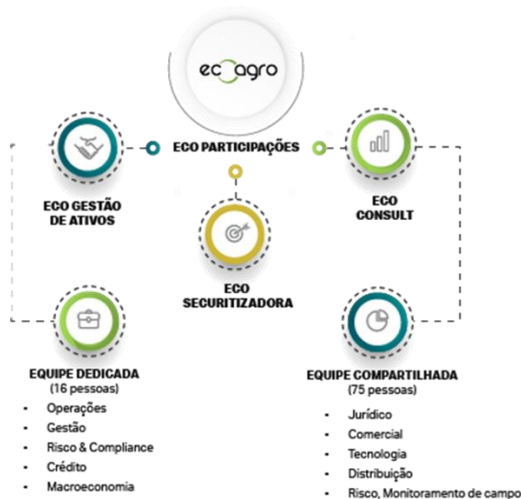 ecoagro
ECO PARTICIPAÇÕES
ECO GESTÃO
DE ATIVOS
ECO
CONSULT
ECO
SECURITIZADORA
EQUIPE DEDICADA
(16 pessoas)
• Operações
• Gestão
• Risco & Compliance
• Crédito
• Macroeconomia
EQUIPE COMPARTILHADA
(75 pessoas)
• Jurídico
• Comercial
• Tecnologia
• Distribuição
• Risco, Monitoramento de campo